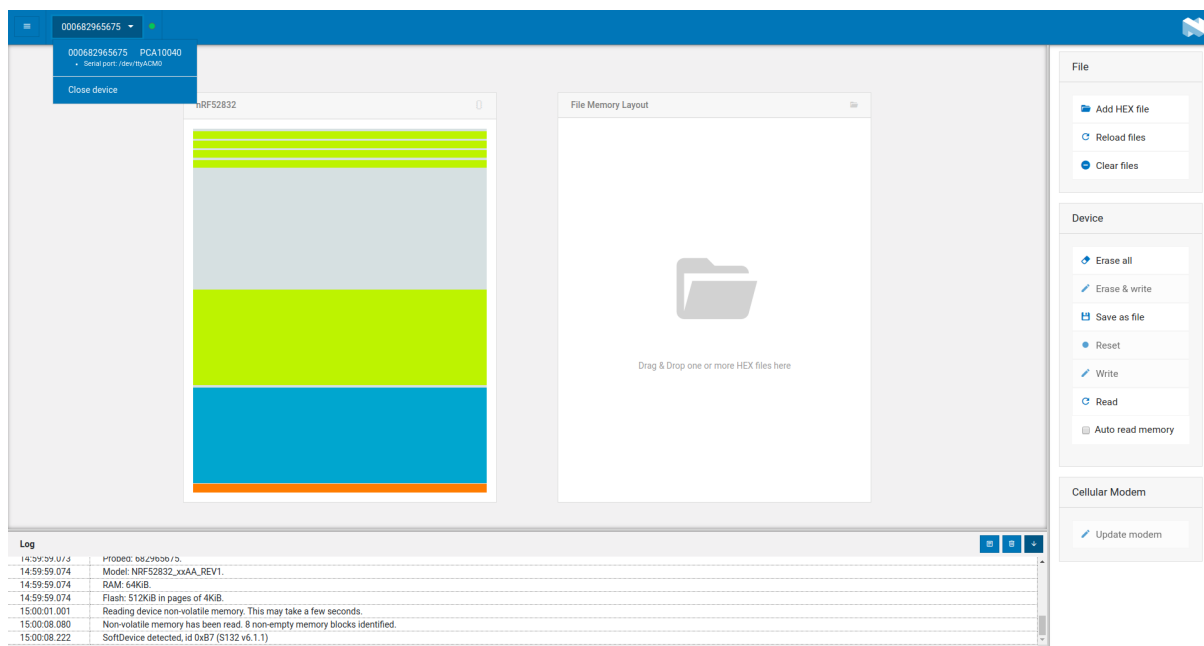 000682965675
000682965675 PCA10040
Serial port: /dev/ttyACM0
Close device
nRF52832
File Memory Layout
Drag & Drop one or more HEX files here
File
Add HEX file
Reload files
Clear files
Device
Erase all
Erase & write
Save as file
Reset
Write
Read
Auto read memory
Cellular Modem
Update modem
Log
14:59:59.073 Probed: 682965675.
14:59:59.074 Model: NRF52832_xxAA_REV1.
14:59:59.074 RAM: 64KiB.
14:59:59.074 Flash: 512KiB in pages of 4KiB.
15:00:01.001 Reading device non-volatile memory. This may take a few seconds.
15:00:08.080 Non-volatile memory has been read. 8 non-empty memory blocks identified.
15:00:08.222 SoftDevice detected, id 0xB7 (S132 v6.1.1)